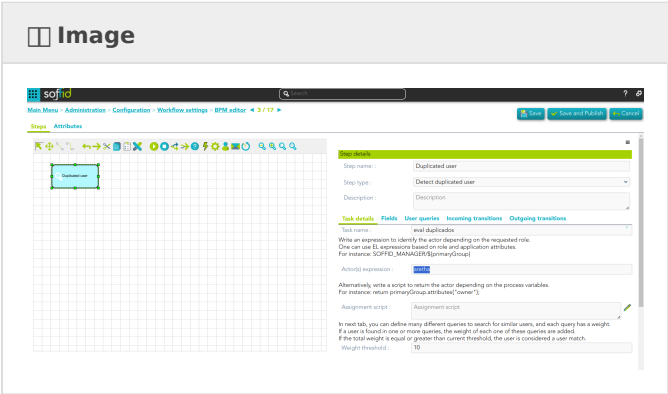 Image
soffid
Search
?
Main Menu > Administration > Configuration > Workflow settings > BPM editor 3 / 17
Save
Save and Publish
Cancel
Steps Attributes
Duplicated user
Step details
Step name : Duplicated user
Step type : Detect duplicated user
Description : Description
Task details Fields User queries Incoming transitions Outgoing transitions
Task name : eval duplicados
Write an expression to identify the actor depending on the requested role.
One can use EL expressions based on role and application attributes.
For instance: SOFFID_MANAGER/${primaryGroup}
Actor(s) expression : aretha
Alternatively, write a script to return the actor depending on the process variables.
For instance: return primaryGroup.attributes{"owner"};
Assignment script : Assignment script
In next tab, you can define many different queries to search for similar users, and each query has a weight.
If a user is found in one or more queries, the weight of each one of these queries are added.
If the total weight is equal or greater than current threshold, the user is considered a user match.
Weight threshold : 10